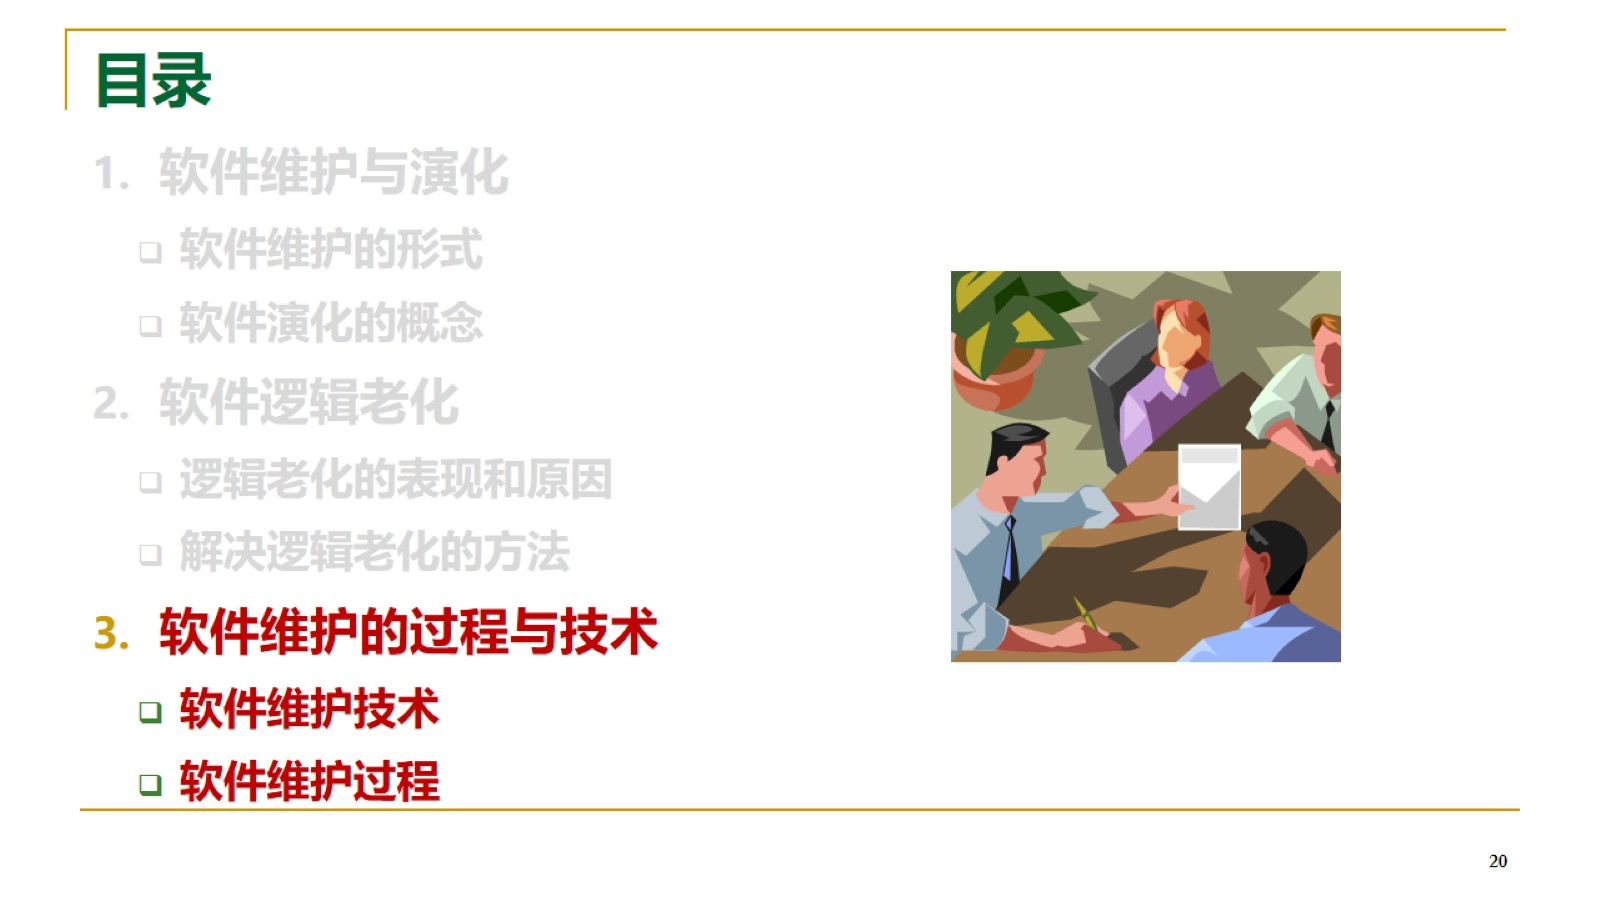 目录
1. 软件维护与演化
❑ 软件维护的形式
❑ 软件演化的概念
2. 软件逻辑老化
❑ 逻辑老化的表现和原因
❑ 解决逻辑老化的方法
3. 软件维护的过程与技术
❑ 软件维护技术
❑ 软件维护过程
20